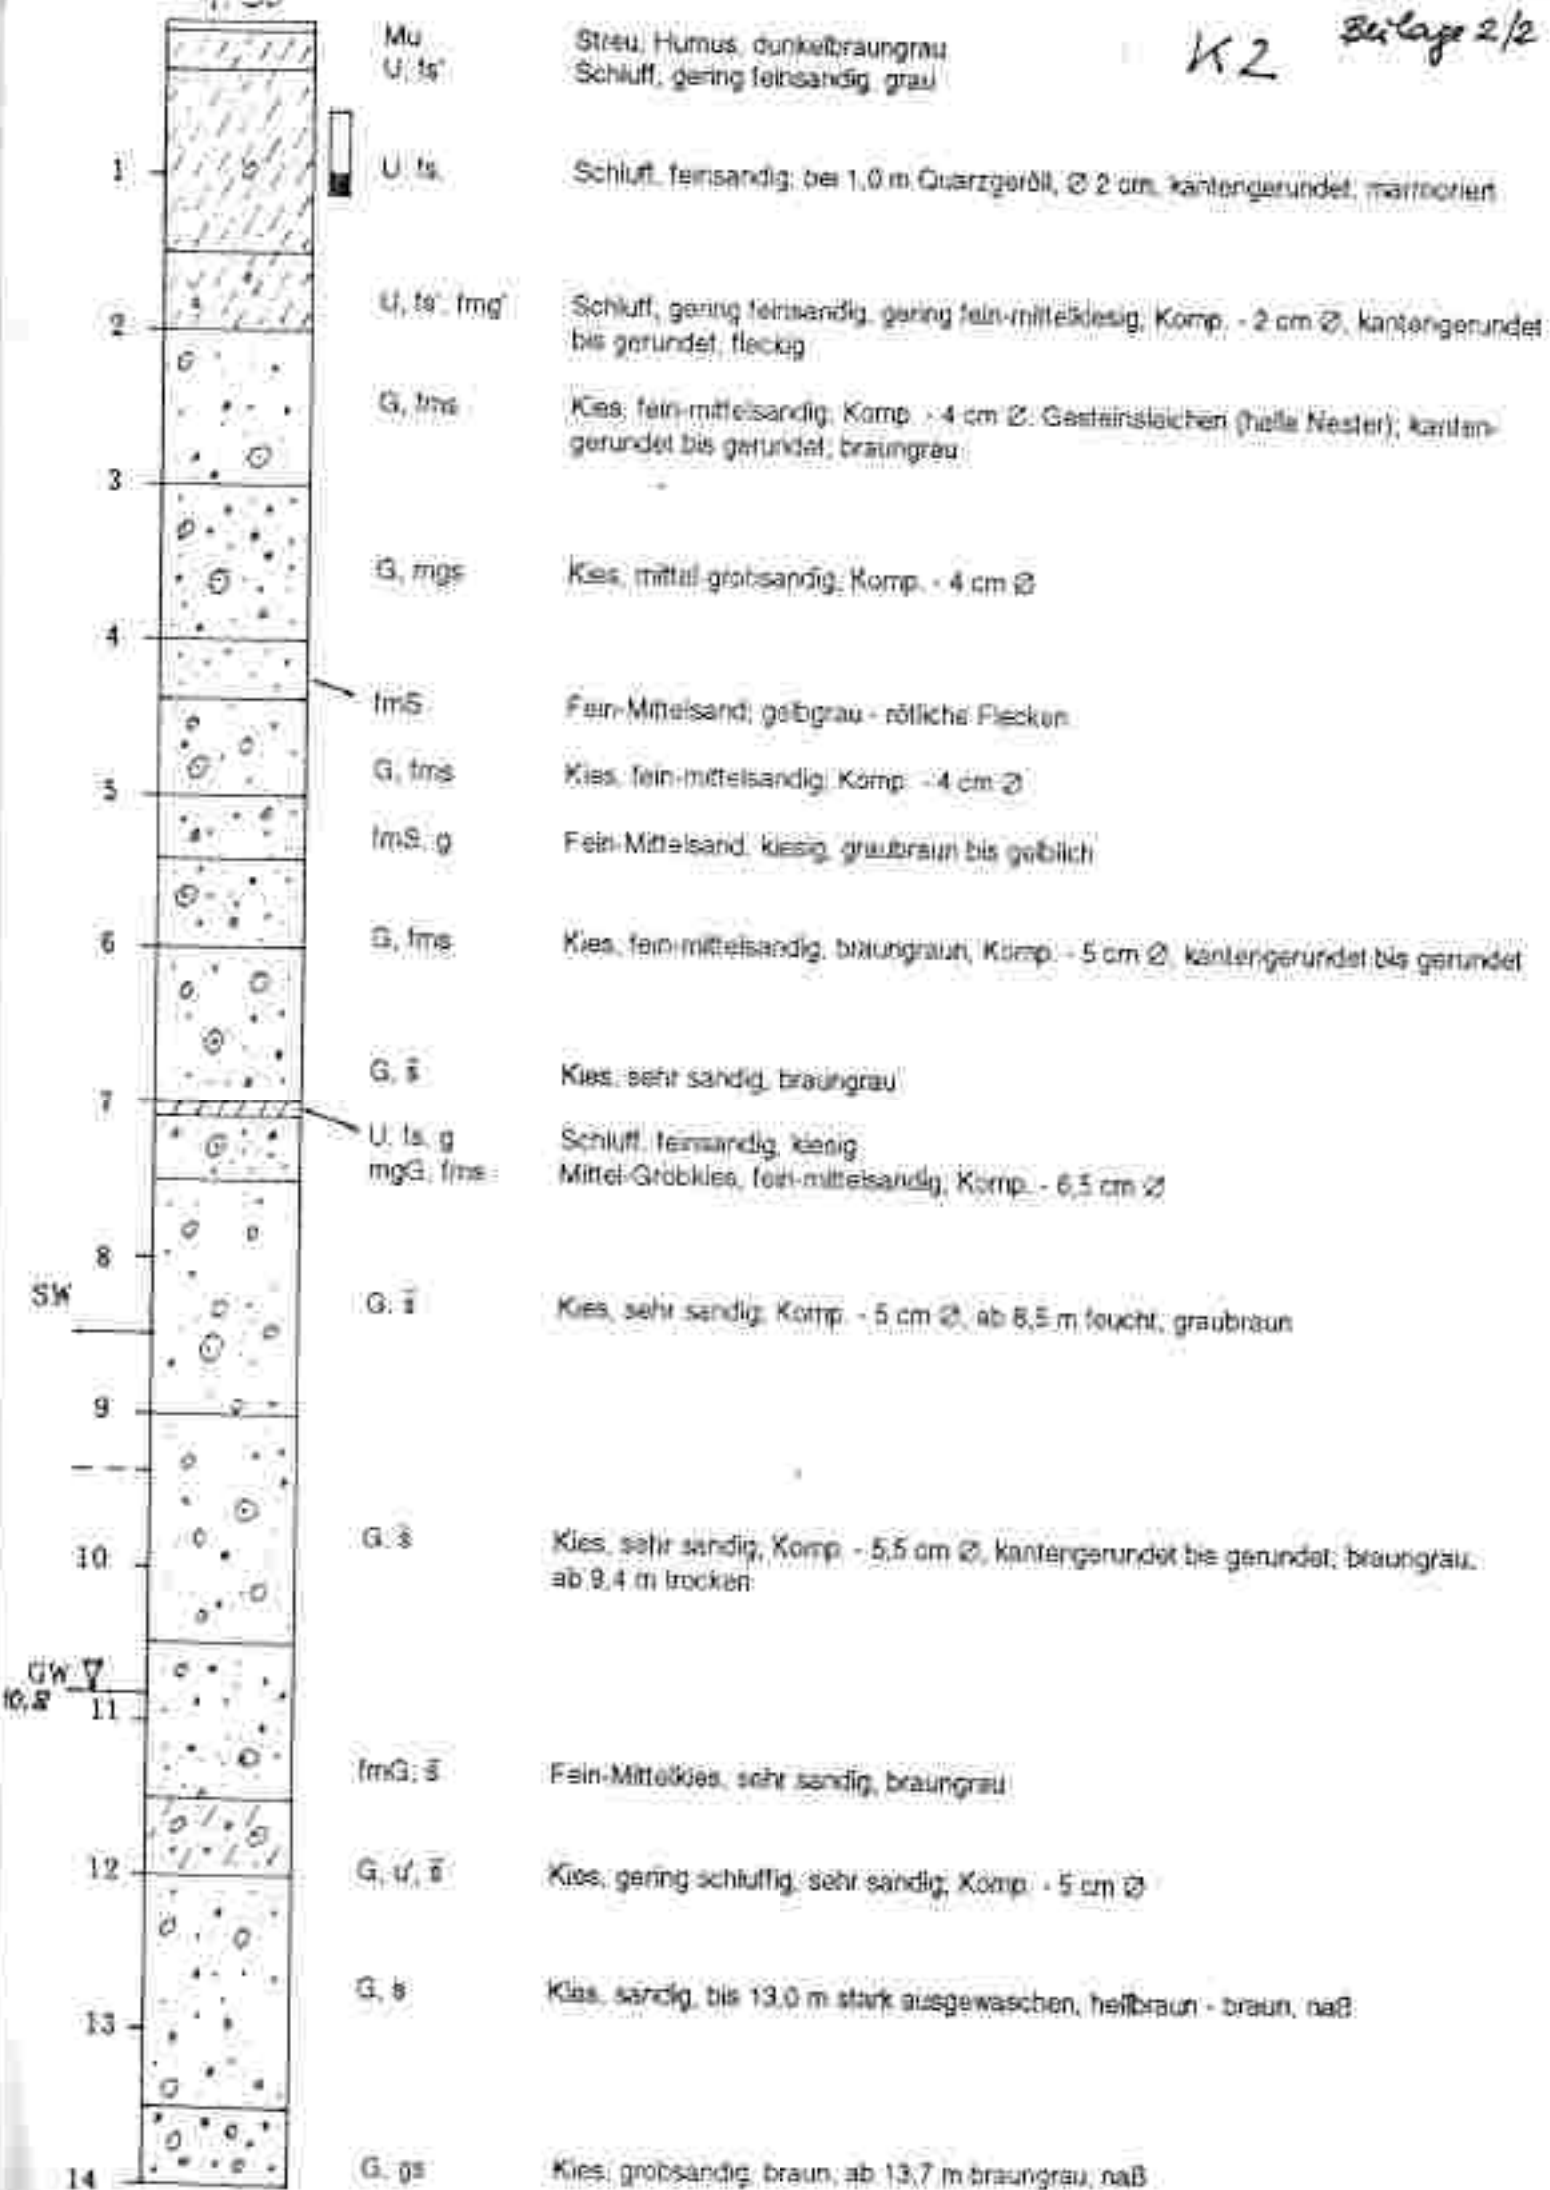 K2 Beilage 2/2
Mu Streu, Humus, dunkelbraungrau
U, fs' Schluff, gering feinsandig, grau
1 U, fs, Schluff, feinsandig; bei 1,0 m Quarzgeröll, Ø 2 cm, kantengerundet, marmoriert
2 U, fs', fmg' Schluff, gering feinsandig, gering fein-mittelkiesig, Komp. - 2 cm Ø, kantengerundet
bis gerundet, fleckig
G, fms Kies, fein-mittelsandig, Komp. - 4 cm Ø. Gesteinsleichen (helle Nester); kanten-
gerundet bis gerundet; braungrau
3
G, mgs Kies, mittel-grobsandig, Komp. - 4 cm Ø
4
fmS Fein-Mittelsand; gelbgrau - rötliche Flecken
G, fms Kies, fein-mittelsandig; Komp. - 4 cm Ø
5
fmS, g Fein-Mittelsand, kiesig, graubraun bis gelblich
6 G, fms Kies, fein-mittelsandig, braungraun, Komp. - 5 cm Ø, kantengerundet bis gerundet
G, s̄ Kies, sehr sandig, braungrau
7
U, fs, g Schluff, feinsandig, kiesig
mgG, fms Mittel-Grobkies, fein-mittelsandig, Komp. - 6,5 cm Ø
8
SW G, s̄ Kies, sehr sandig; Komp. - 5 cm Ø, ab 8,5 m feucht, graubraun
9
10 G, s̄ Kies, sehr sandig, Komp. - 5,5 cm Ø, kantengerundet bis gerundet; braungrau,
ab 9,4 m trocken
GW
10,8 11
fmG, s̄ Fein-Mittelkies, sehr sandig, braungrau
12 G, u', s̄ Kies, gering schluffig, sehr sandig; Komp. - 5 cm Ø
G, s Kies, sandig, bis 13,0 m stark ausgewaschen, hellbraun - braun, naß
13
14 G, gs Kies, grobsandig, braun, ab 13,7 m braungrau, naß